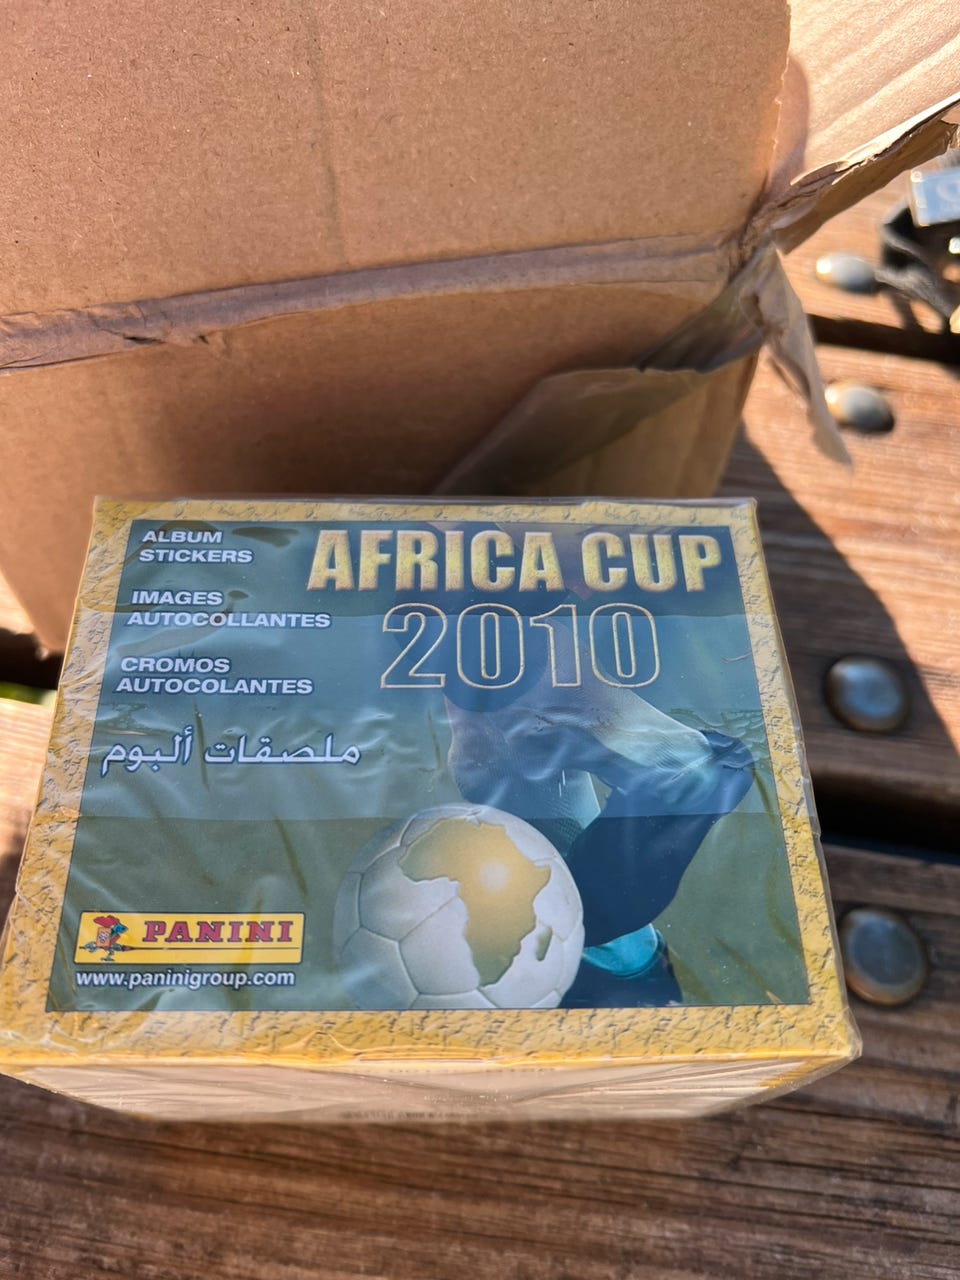 AFRICA CUP
2010
ALBUM
STICKERS
IMAGES
AUTOCOLLANTES
CROMOS
AUTOCOLANTES
ملصقات ألبوم
PANINI
www.paninigroup.com